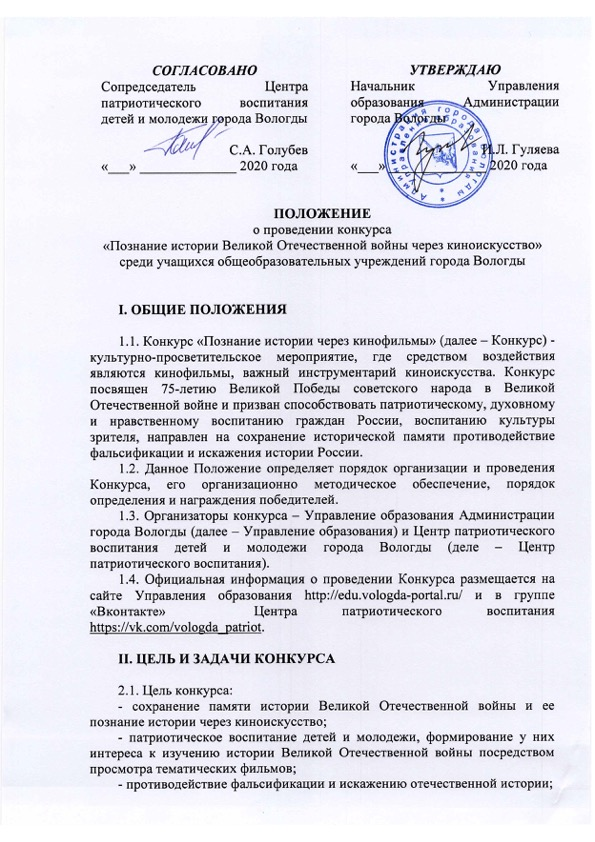 СОГЛАСОВАНО
Сопредседатель Центра
патриотического воспитания
детей и молодежи города Вологды
С.А. Голубев
«___» ______________ 2020 года
УТВЕРЖДАЮ
Начальник Управления
образования Администрации
города Вологды
И.Л. Гуляева
«___» 2020 года
ПОЛОЖЕНИЕ
о проведении конкурса
«Познание истории Великой Отечественной войны через киноискусство»
среди учащихся общеобразовательных учреждений города Вологды
I. ОБЩИЕ ПОЛОЖЕНИЯ
1.1. Конкурс «Познание истории через кинофильмы» (далее – Конкурс) -
культурно-просветительское мероприятие, где средством воздействия
являются кинофильмы, важный инструментарий киноискусства. Конкурс
посвящен 75-летию Великой Победы советского народа в Великой
Отечественной войне и призван способствовать патриотическому, духовному
и нравственному воспитанию граждан России, воспитанию культуры
зрителя, направлен на сохранение исторической памяти противодействие
фальсификации и искажения истории России.
1.2. Данное Положение определяет порядок организации и проведения
Конкурса, его организационно методическое обеспечение, порядок
определения и награждения победителей.
1.3. Организаторы конкурса – Управление образования Администрации
города Вологды (далее – Управление образования) и Центр патриотического
воспитания детей и молодежи города Вологды (деле – Центр
патриотического воспитания).
1.4. Официальная информация о проведении Конкурса размещается на
сайте Управления образования http://edu.vologda-portal.ru/ и в группе
«Вконтакте» Центра патриотического воспитания
https://vk.com/vologda_patriot.
II. ЦЕЛЬ И ЗАДАЧИ КОНКУРСА
2.1. Цель конкурса:
- сохранение памяти истории Великой Отечественной войны и ее
познание истории через киноискусство;
- патриотическое воспитание детей и молодежи, формирование у них
интереса к изучению истории Великой Отечественной войны посредством
просмотра тематических фильмов;
- противодействие фальсификации и искажению отечественной истории;